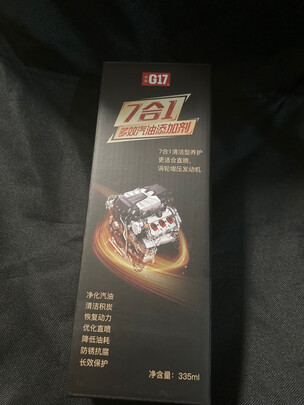 G17
7合1
多效汽油添加剂
7合1清洁型养护
更适合直喷、
涡轮增压发动机
净化汽油
清洁积炭
恢复动力
优化直喷
降低油耗
防锈抗腐
长效保护
净含量：335ml